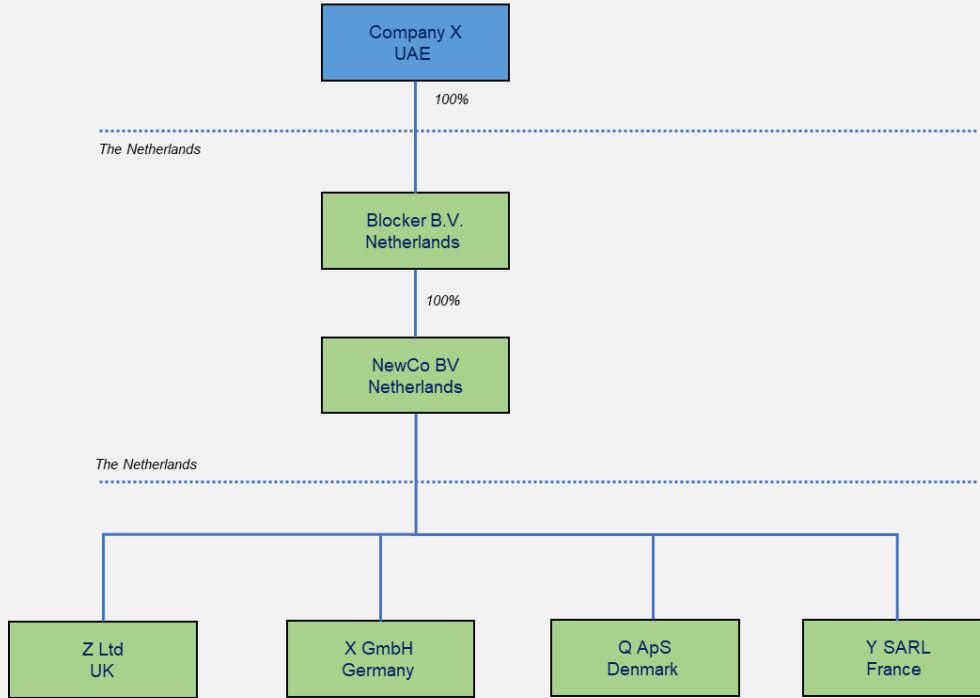 Company X
UAE
100%
The Netherlands
Blocker B.V.
Netherlands
100%
NewCo BV
Netherlands
The Netherlands
Z Ltd
UK
X GmbH
Germany
Q ApS
Denmark
Y SARL
France